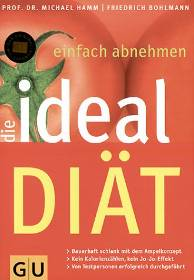 PROF. DR. MICHAEL HAMM | FRIEDRICH BOHLMANN
einfach abnehmen
die ideal
DIÄT
> Dauerhaft schlank mit dem Ampelkonzept
> Kein Kalorienzählen, kein Jo-Jo-Effekt
> Von Testpersonen erfolgreich durchgeführt
GU